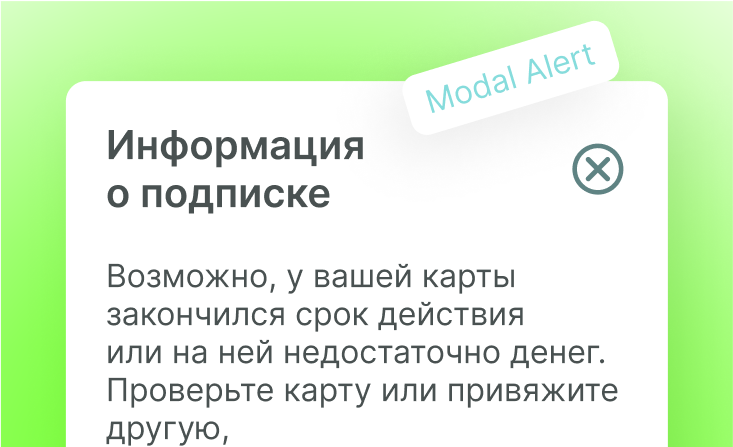 Modal Alert
Информация
о подписке
Возможно, у вашей карты
закончился срок действия
или на ней недостаточно денег.
Проверьте карту или привяжите
другую,